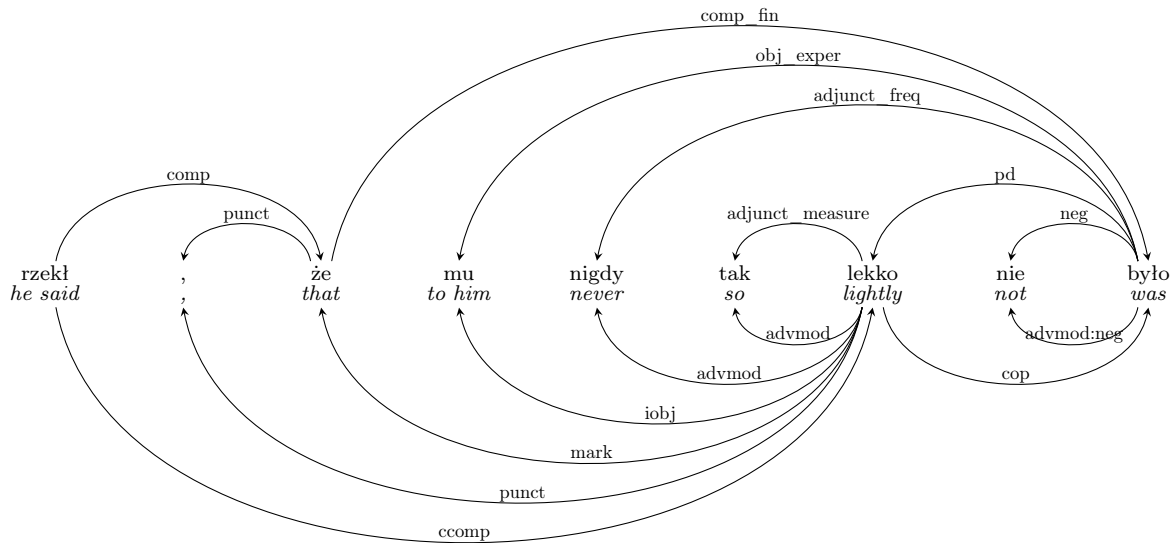 comp_fin
obj_exper
adjunct_freq
comp pd
punct adjunct_measure neg
rzekł , że mu nigdy tak lekko nie było
he said , that to him never so lightly not was
advmod advmod:neg
advmod cop
iobj
mark
punct
ccomp